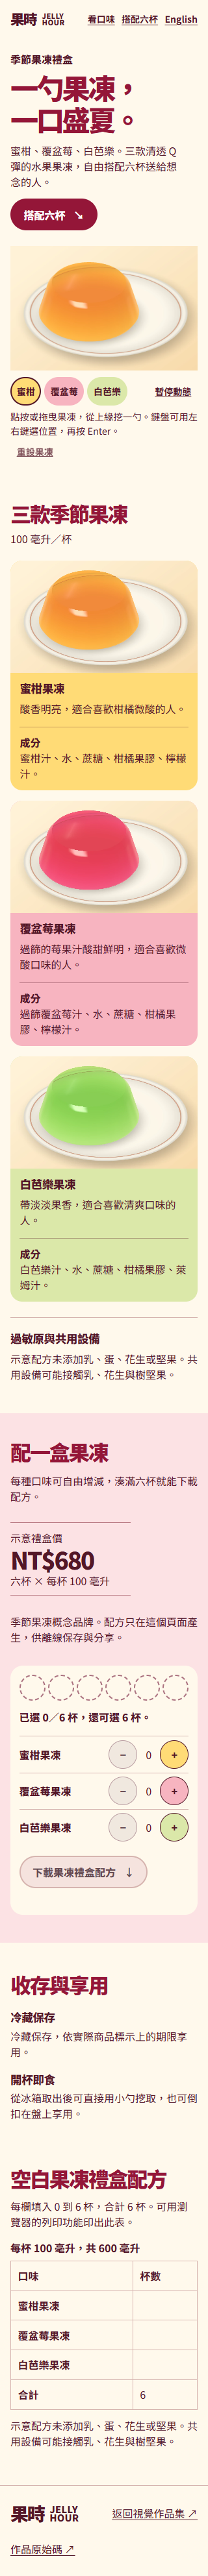 果時 JELLY HOUR
看口味 搭配六杯 English
季節果凍禮盒
一勺果凍，
一口盛夏。
蜜柑、覆盆莓、白芭樂。三款清透 Q
彈的水果果凍，自由搭配六杯送給想
念的人。
搭配六杯 ↘
蜜柑 覆盆莓 白芭樂 暫停動態
點按或拖曳果凍，從上緣挖一勺。鍵盤可用左
右鍵選位置，再按 Enter。
重設果凍
三款季節果凍
100 毫升／杯
蜜柑果凍
酸香明亮，適合喜歡柑橘微酸的人。
成分
蜜柑汁、水、蔗糖、柑橘果膠、檸檬
汁。
覆盆莓果凍
過篩的莓果汁酸甜鮮明，適合喜歡微
酸口味的人。
成分
過篩覆盆莓汁、水、蔗糖、柑橘果
膠、檸檬汁。
白芭樂果凍
帶淡淡果香，適合喜歡清爽口味的
人。
成分
白芭樂汁、水、蔗糖、柑橘果膠、萊
姆汁。
過敏原與共用設備
示意配方未添加乳、蛋、花生或堅果。共
用設備可能接觸乳、花生與樹堅果。
配一盒果凍
每種口味可自由增減，湊滿六杯就能下載
配方。
示意禮盒價
NT$680
六杯 × 每杯 100 毫升
季節果凍概念品牌。配方只在這個頁面產
生，供離線保存與分享。
已選 0／6 杯，還可選 6 杯。
蜜柑果凍 − 0 +
覆盆莓果凍 − 0 +
白芭樂果凍 − 0 +
下載果凍禮盒配方 ↓
收存與享用
冷藏保存
冷藏保存，依實際商品標示上的期限享
用。
開杯即食
從冰箱取出後可直接用小勺挖取，也可倒
扣在盤上享用。
空白果凍禮盒配方
每欄填入 0 到 6 杯，合計 6 杯。可用瀏
覽器的列印功能印出此表。
每杯 100 毫升，共 600 毫升
口味 杯數
蜜柑果凍
覆盆莓果凍
白芭樂果凍
合計 6
示意配方未添加乳、蛋、花生或堅果。共
用設備可能接觸乳、花生與樹堅果。
果時 JELLY HOUR
返回視覺作品集 ↗
作品原始碼 ↗